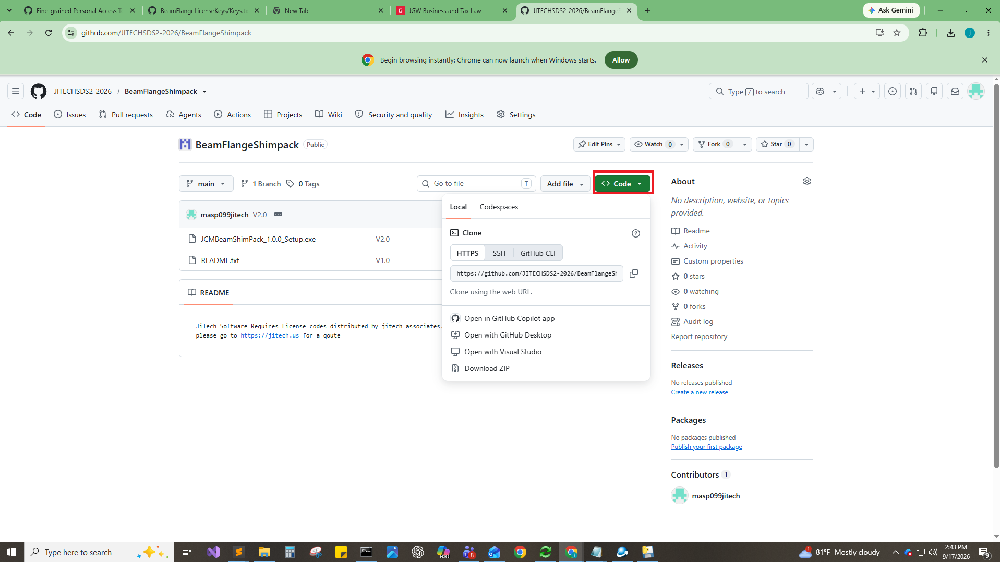 Fine-grained Personal Access To
BeamFlangeLicenseKeys/Keys.tx
New Tab
JGW Business and Tax Law
JITECHSDS2-2026/BeamFlangeS
Ask Gemini
github.com/JITECHSDS2-2026/BeamFlangeShimpack
j
Begin browsing instantly: Chrome can now launch when Windows starts.
Allow
JITECHSDS2-2026 / BeamFlangeShimpack
Type / to search
Code
Issues
Pull requests
Agents
Actions
Projects
Wiki
Security and quality
Insights
Settings
BeamFlangeShimpack
Public
Edit Pins
Watch 0
Fork 0
Star 0
main
1 Branch
0 Tags
Go to file
T
Add file
Code
masp099jitech V2.0
JCMBeamShimPack_1.0.0_Setup.exe V2.0
README.txt V1.0
README
JiTech Software Requires License codes distributed by jitech associates.
please go to https://jitech.us for a qoute
Local
Codespaces
Clone
HTTPS
SSH
GitHub CLI
https://github.com/JITECHSDS2-2026/BeamFlangeSh
Clone using the web URL.
Open in GitHub Copilot app
Open with GitHub Desktop
Open with Visual Studio
Download ZIP
About
No description, website, or topics
provided.
Readme
Activity
Custom properties
0 stars
0 watching
0 forks
Audit log
Report repository
Releases
No releases published
Create a new release
Packages
No packages published
Publish your first package
Contributors 1
masp099jitech
Type here to search
M365
8
1
81°F Mostly cloudy
2:43 PM
9/17/2026
9